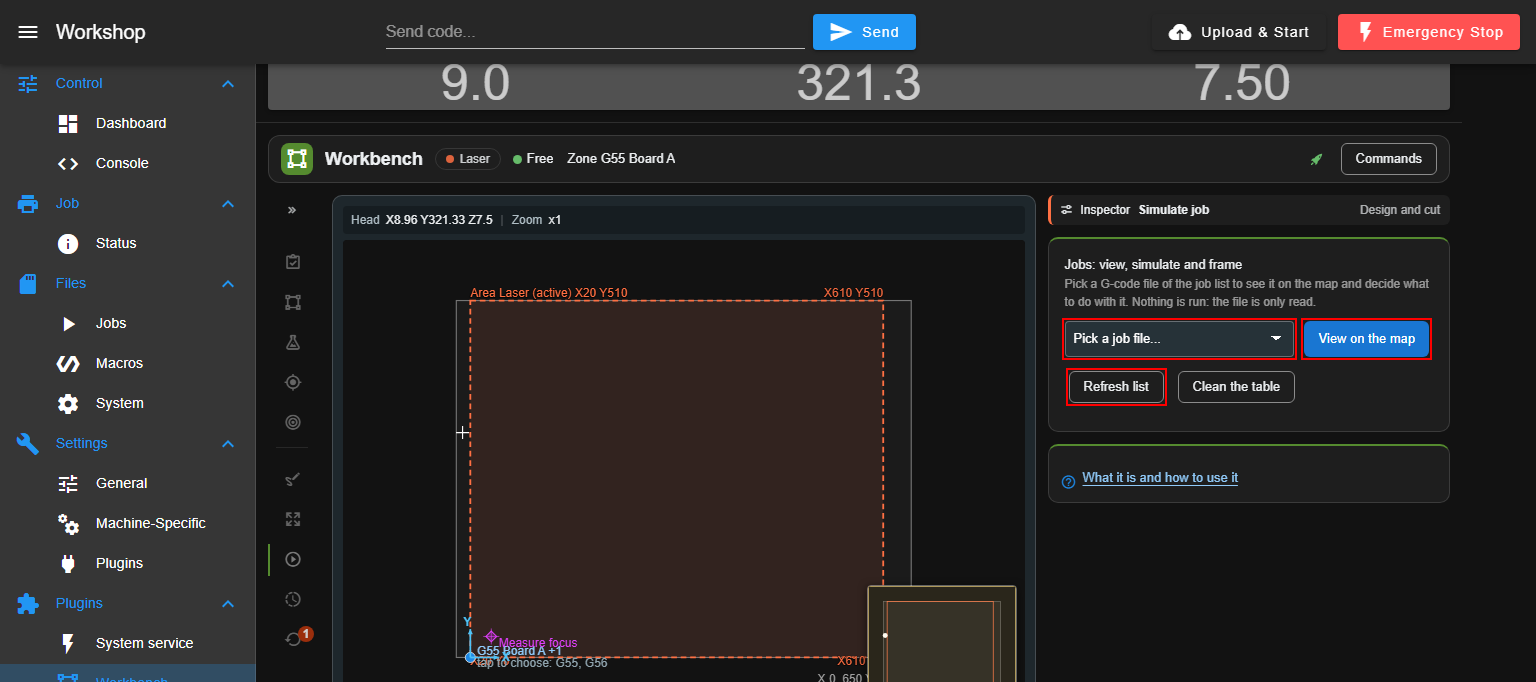 Workshop
Send code...
Send
Upload & Start
Emergency Stop
Control
Dashboard
Console
Job
Status
Files
Jobs
Macros
System
Settings
General
Machine-Specific
Plugins
Plugins
System service
Workbench
9.0
321.3
7.50
Workbench
Laser
Free
Zone G55 Board A
Commands
Head X8.96 Y321.33 Z7.5 | Zoom x1
Area Laser (active) X20 Y510
X610 Y510
Y
Measure focus
G55 Board A +1
Tap to choose: G55, G56
X610
X 0..650
1
Inspector Simulate job
Design and cut
Jobs: view, simulate and frame
Pick a G-code file of the job list to see it on the map and decide what
to do with it. Nothing is run: the file is only read.
Pick a job file...
View on the map
Refresh list
Clean the table
What it is and how to use it